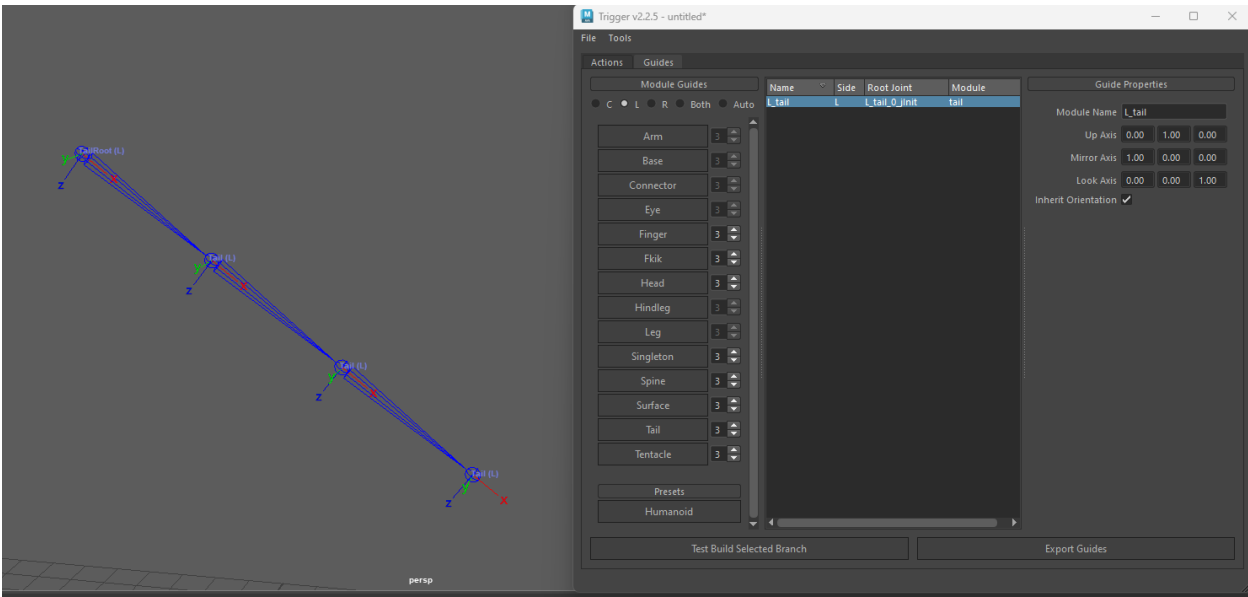 Trigger v2.2.5 - untitled*
File Tools
Actions Guides
Module Guides
C L R Both Auto
Arm 3
Base 3
Connector 3
Eye 3
Finger 3
Fkik 3
Head 3
Hindleg 3
Leg 3
Singleton 3
Spine 3
Surface 3
Tail 3
Tentacle 3
Presets
Humanoid
Name Side Root Joint Module
L_tail L L_tail_0_jInit tail
Guide Properties
Module Name L_tail
Up Axis 0.00 1.00 0.00
Mirror Axis 1.00 0.00 0.00
Look Axis 0.00 0.00 1.00
Inherit Orientation
Test Build Selected Branch
Export Guides
TailRoot (L)
y x
z
Tail (L)
y x
z
Tail (L)
y x
z
Tail (L)
y x
z
persp